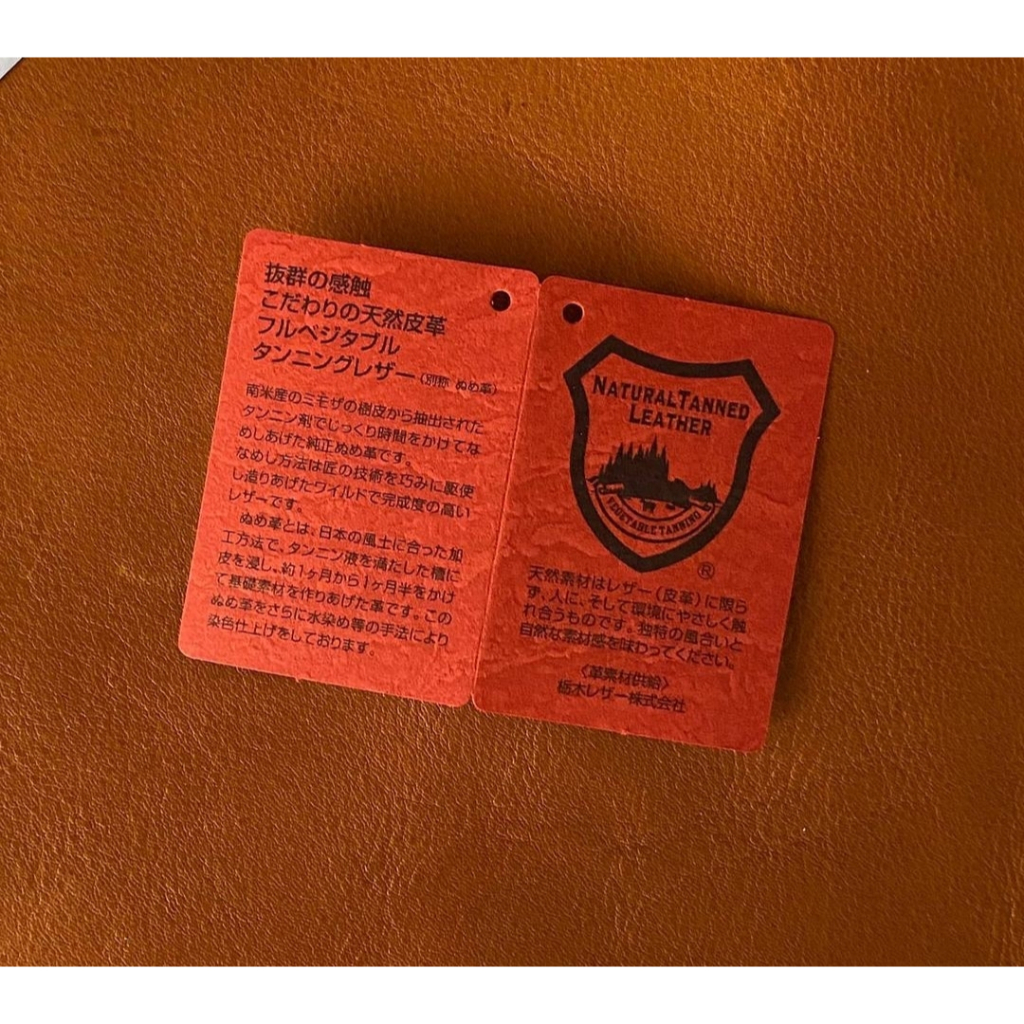 抜群の感触
こだわりの天然皮革
フルベジタブル
タンニングレザー(別称 ぬめ革)
南米産のミモザの樹皮から抽出された
タンニン剤でじっくり時間をかけてな
めしあげた純正ぬめ革です。
なめし方法は匠の技術を巧みに駆使
し造りあげたワイルドで完成度の高い
レザーです。
ぬめ革とは、日本の風土に合った加
工方法で、タンニン液を満たした槽に
皮を浸し、約1ヶ月から1ヶ月半をかけ
て基礎素材を作りあげた革です。この
ぬめ革をさらに水染め等の手法により
染色仕上げをしております。
NATURAL TANNED
LEATHER
VEGETABLE TANNING
®
天然素材はレザー(皮革)に限ら
ず、人に、そして環境にやさしく触
れ合うものです。独特の風合いと
自然な素材感を味わってください。
〈革素材供給〉
栃木レザー株式会社